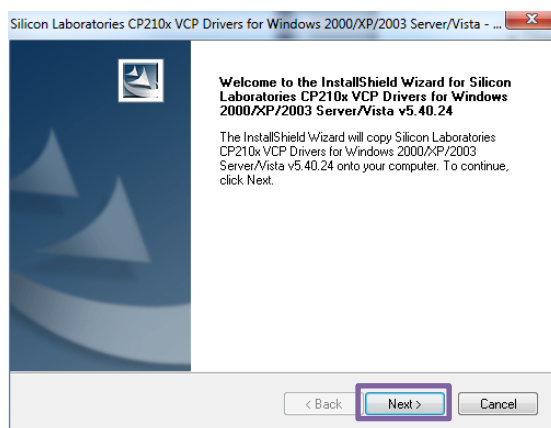 Silicon Laboratories CP210x VCP Drivers for Windows 2000/XP/2003 Server/Vista - ...
Welcome to the InstallShield Wizard for Silicon
Laboratories CP210x VCP Drivers for Windows
2000/XP/2003 Server/Vista v5.40.24
The InstallShield Wizard will copy Silicon Laboratories
CP210x VCP Drivers for Windows 2000/XP/2003
Server/Vista v5.40.24 onto your computer. To continue,
click Next.
< Back Next > Cancel